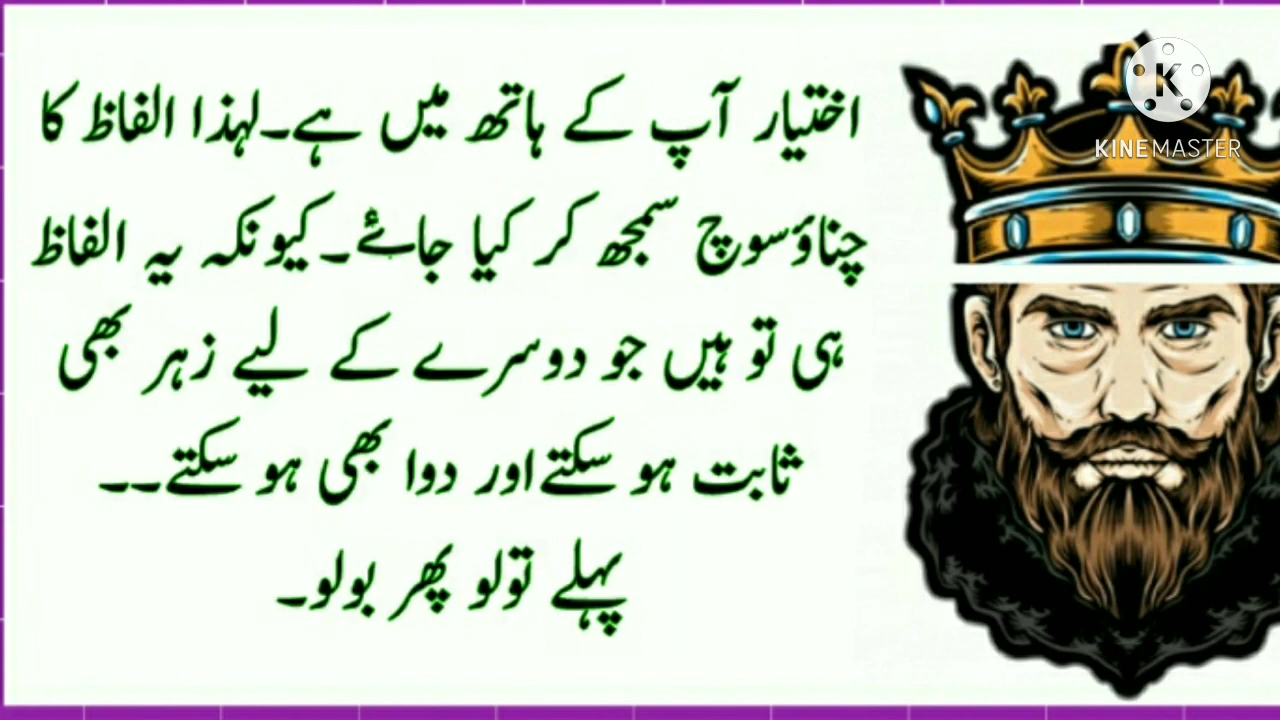 اختیار آپ کے ہاتھ میں ہے۔لہذا الفاظ کا
چناؤسوچ سمجھ کر کیا جائے۔کیونکہ یہ الفاظ
ہی تو ہیں جو دوسرے کے لیے زہر بھی
ثابت ہو سکتے اور دوا بھی ہو سکتے۔۔
پہلے تولو پھر بولو۔
K
KINEMASTER